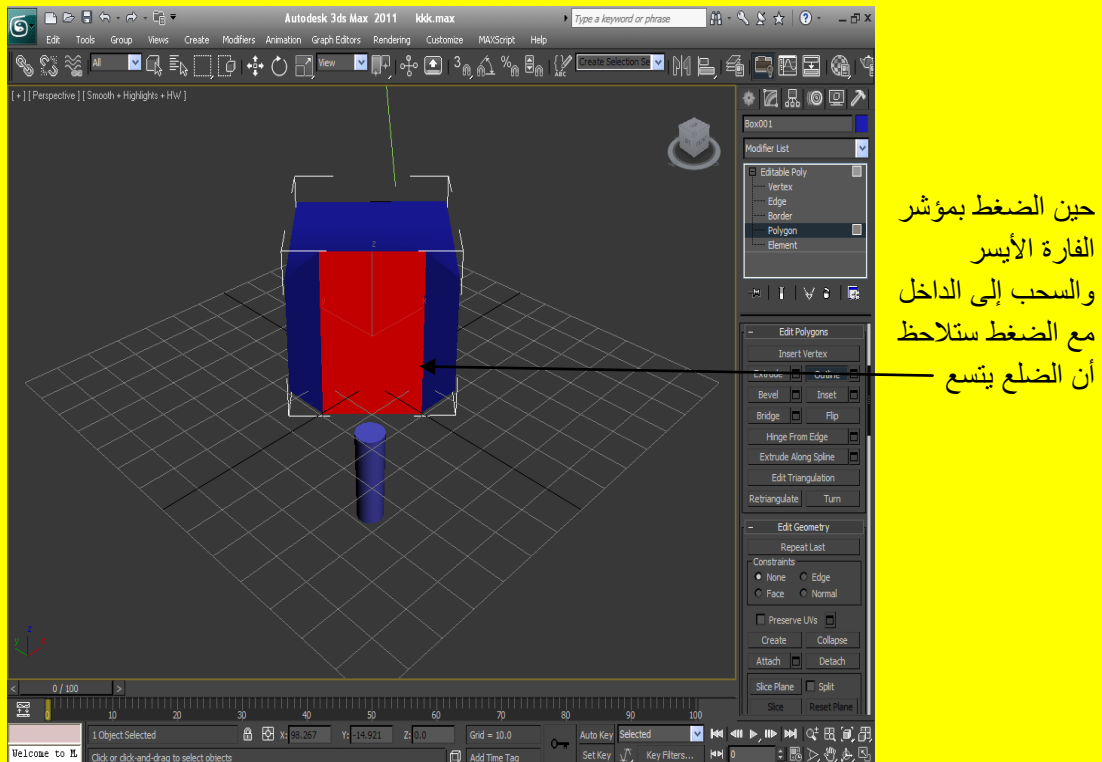 Autodesk 3ds Max 2011 kkk.max
Type a keyword or phrase
Edit Tools Group Views Create Modifiers Animation Graph Editors Rendering Customize MAXScript Help
All
View
Create Selection Se
[ + ] [ Perspective ] [ Smooth + Highlights + HW ]
Box001
Modifier List
Editable Poly
Vertex
Edge
Border
Polygon
Element
Edit Polygons
Insert Vertex
Extrude Outline
Bevel Inset
Bridge Flip
Hinge From Edge
Extrude Along Spline
Edit Triangulation
Retriangulate Turn
Edit Geometry
Repeat Last
Constraints
None Edge
Face Normal
Preserve UVs
Create Collapse
Attach Detach
Slice Plane Split
Slice Reset Plane
حين الضغط بمؤشر
الفارة الأيسر
والسحب إلى الداخل
مع الضغط ستلاحظ
أن الضلع يتسع
z
z
y
x
0 / 100
0 10 20 30 40 50 60 70 80 90 100
1 Object Selected X: 98.267 Y: -14.921 Z: 0.0 Grid = 10.0 Auto Key Selected
Welcome to M Click or click-and-drag to select objects Add Time Tag Set Key Key Filters... 0